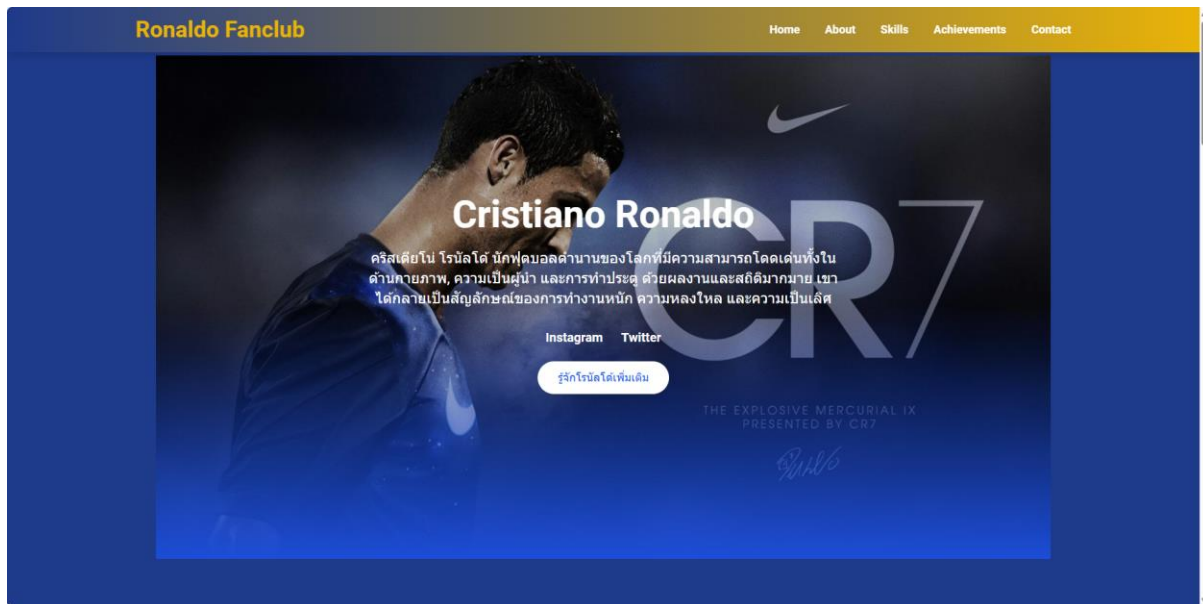 Ronaldo Fanclub
Home About Skills Achievements Contact
Cristiano Ronaldo
คริสเตียโน่ โรนัลโด้ นักฟุตบอลตำนานของโลกที่มีความสามารถโดดเด่นทั้งใน
ด้านกายภาพ, ความเป็นผู้นำ และการทำประตู ด้วยผลงานและสถิติมากมาย เขา
ได้กลายเป็นสัญลักษณ์ของการทำงานหนัก ความหลงใหล และความเป็นเลิศ
CR7
Instagram Twitter
รู้จักโรนัลโด้เพิ่มเติม
THE EXPLOSIVE MERCURIAL IX
PRESENTED BY CR7